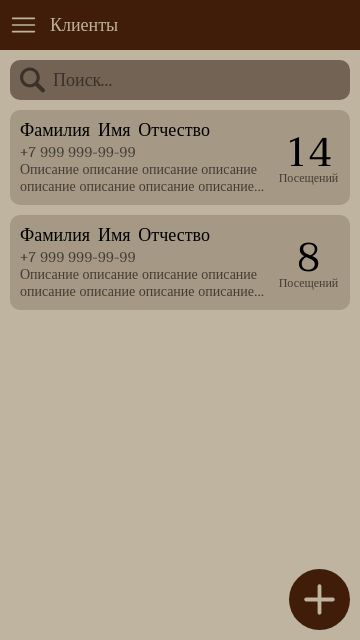 Клиенты
Поиск...
Фамилия Имя Отчество
+7 999 999-99-99
Описание описание описание описание
описание описание описание описание...
14
Посещений
Фамилия Имя Отчество
+7 999 999-99-99
Описание описание описание описание
описание описание описание описание...
8
Посещений